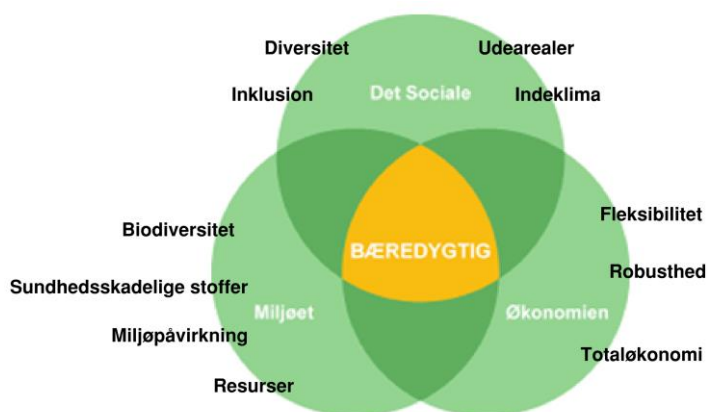 Diversitet
Udearealer
Inklusion
Det Sociale
Indeklima
Fleksibilitet
Biodiversitet
BÆREDYGTIG
Robusthed
Sundhedsskadelige stoffer
Miljøet
Økonomien
Miljøpåvirkning
Totaløkonomi
Resurser